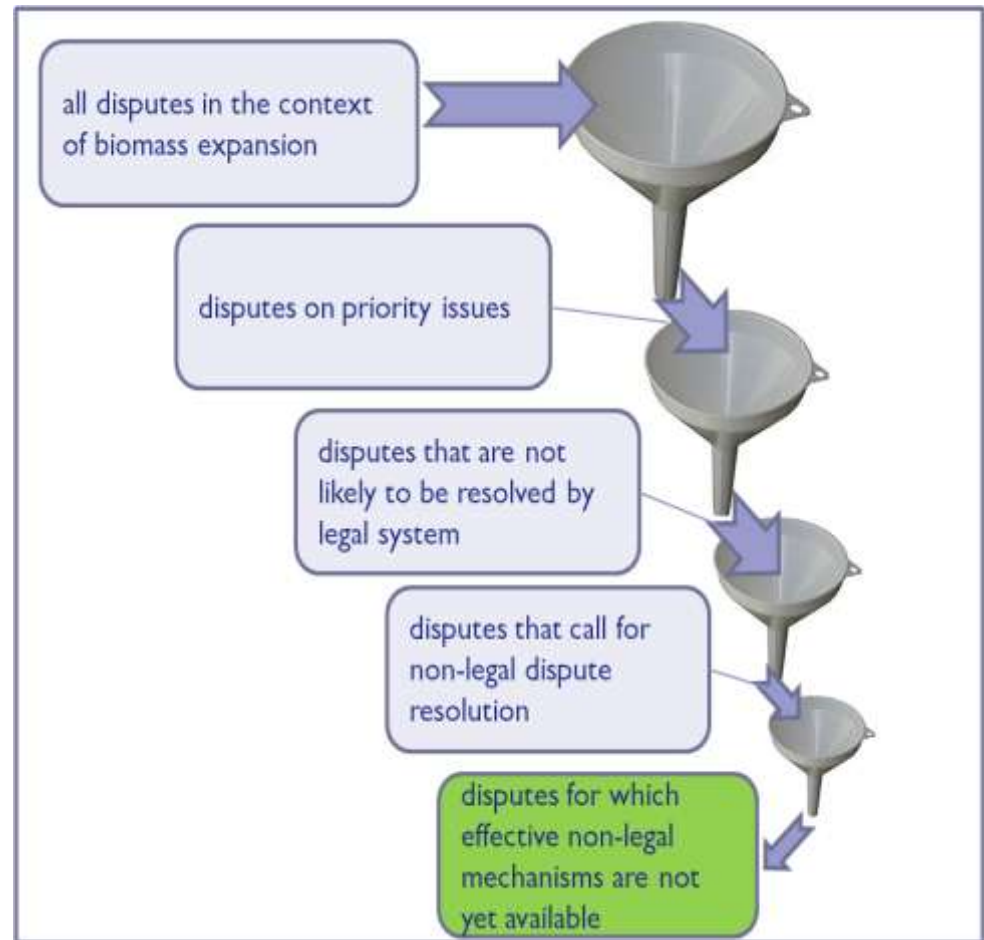 all disputes in the context
of biomass expansion
disputes on priority issues
disputes that are not
likely to be resolved by
legal system
disputes that call for
non-legal dispute
resolution
disputes for which
effective non-legal
mechanisms are not
yet available